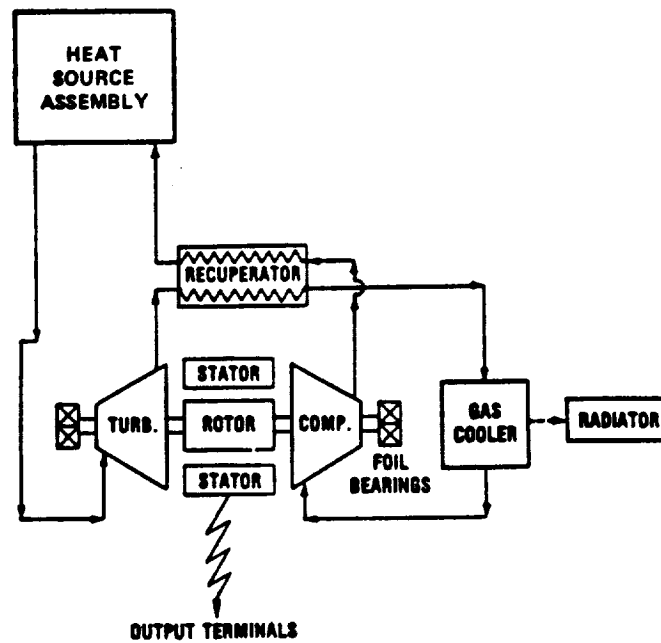 HEAT
SOURCE
ASSEMBLY
RECUPERATOR
STATOR
TURB.
ROTOR
COMP.
GAS
COOLER
RADIATOR
FOIL
BEARINGS
STATOR
OUTPUT TERMINALS